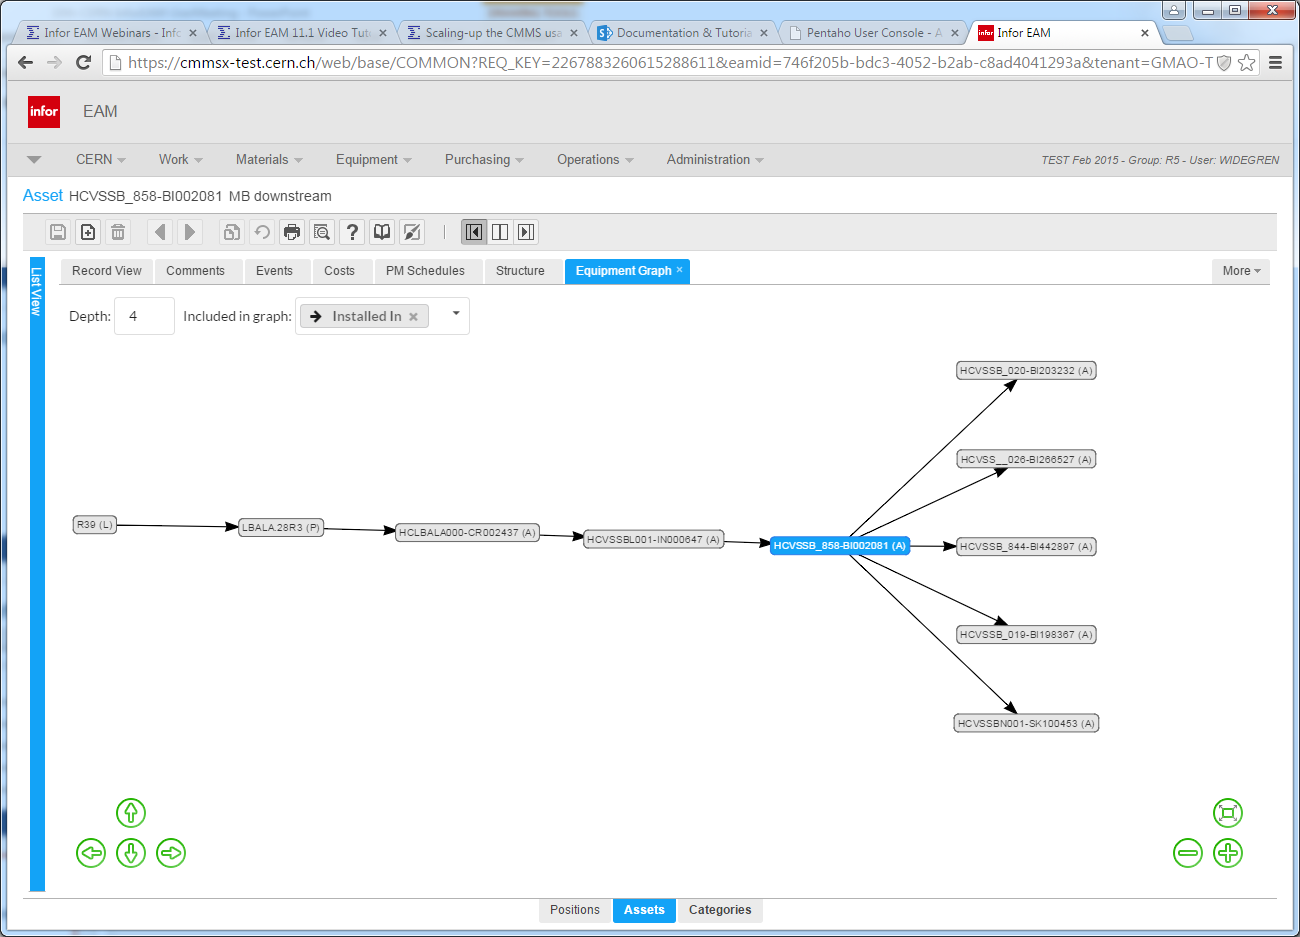 Infor EAM Webinars - Info
Infor EAM 11.1 Video Tuto
Scaling-up the CMMS usa
Documentation & Tutoria
Pentaho User Console - A
Infor EAM
https://cmmsx-test.cern.ch/web/base/COMMON?REQ_KEY=2267883260615288611&eamid=746f205b-bdc3-4052-b2ab-c8ad4041293a&tenant=GMAO-T
infor EAM
CERN Work Materials Equipment Purchasing Operations Administration
TEST Feb 2015 - Group: R5 - User: WIDEGREN
Asset HCVSSB_858-BI002081 MB downstream
List View
Record View Comments Events Costs PM Schedules Structure Equipment Graph × More
Depth: 4 Included in graph: Installed In ×
HCVSSB_020-BI203232 (A)
HCVSS__026-BI266527 (A)
R39 (L)
LBALA.28R3 (P)
HCLBALA000-CR002437 (A)
HCVSSBL001-IN000647 (A)
HCVSSB_858-BI002081 (A)
HCVSSB_844-BI442897 (A)
HCVSSB_019-BI198367 (A)
HCVSSBN001-SK100453 (A)
Positions Assets Categories